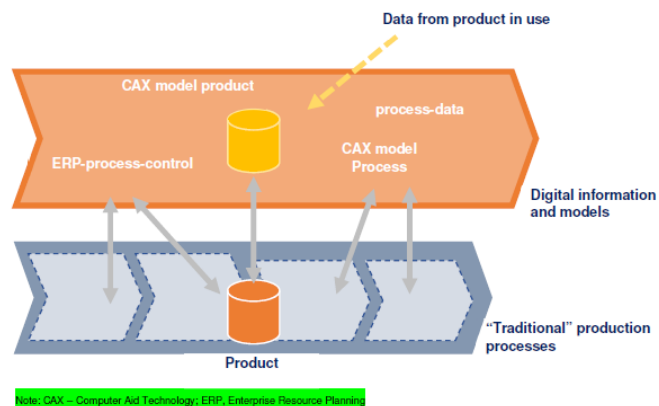 Data from product in use
CAX model product
process-data
CAX model
Process
ERP-process-control
Digital information
and models
“Traditional” production
processes
Product
Note: CAX – Computer Aid Technology; ERP, Enterprise Resource Planning